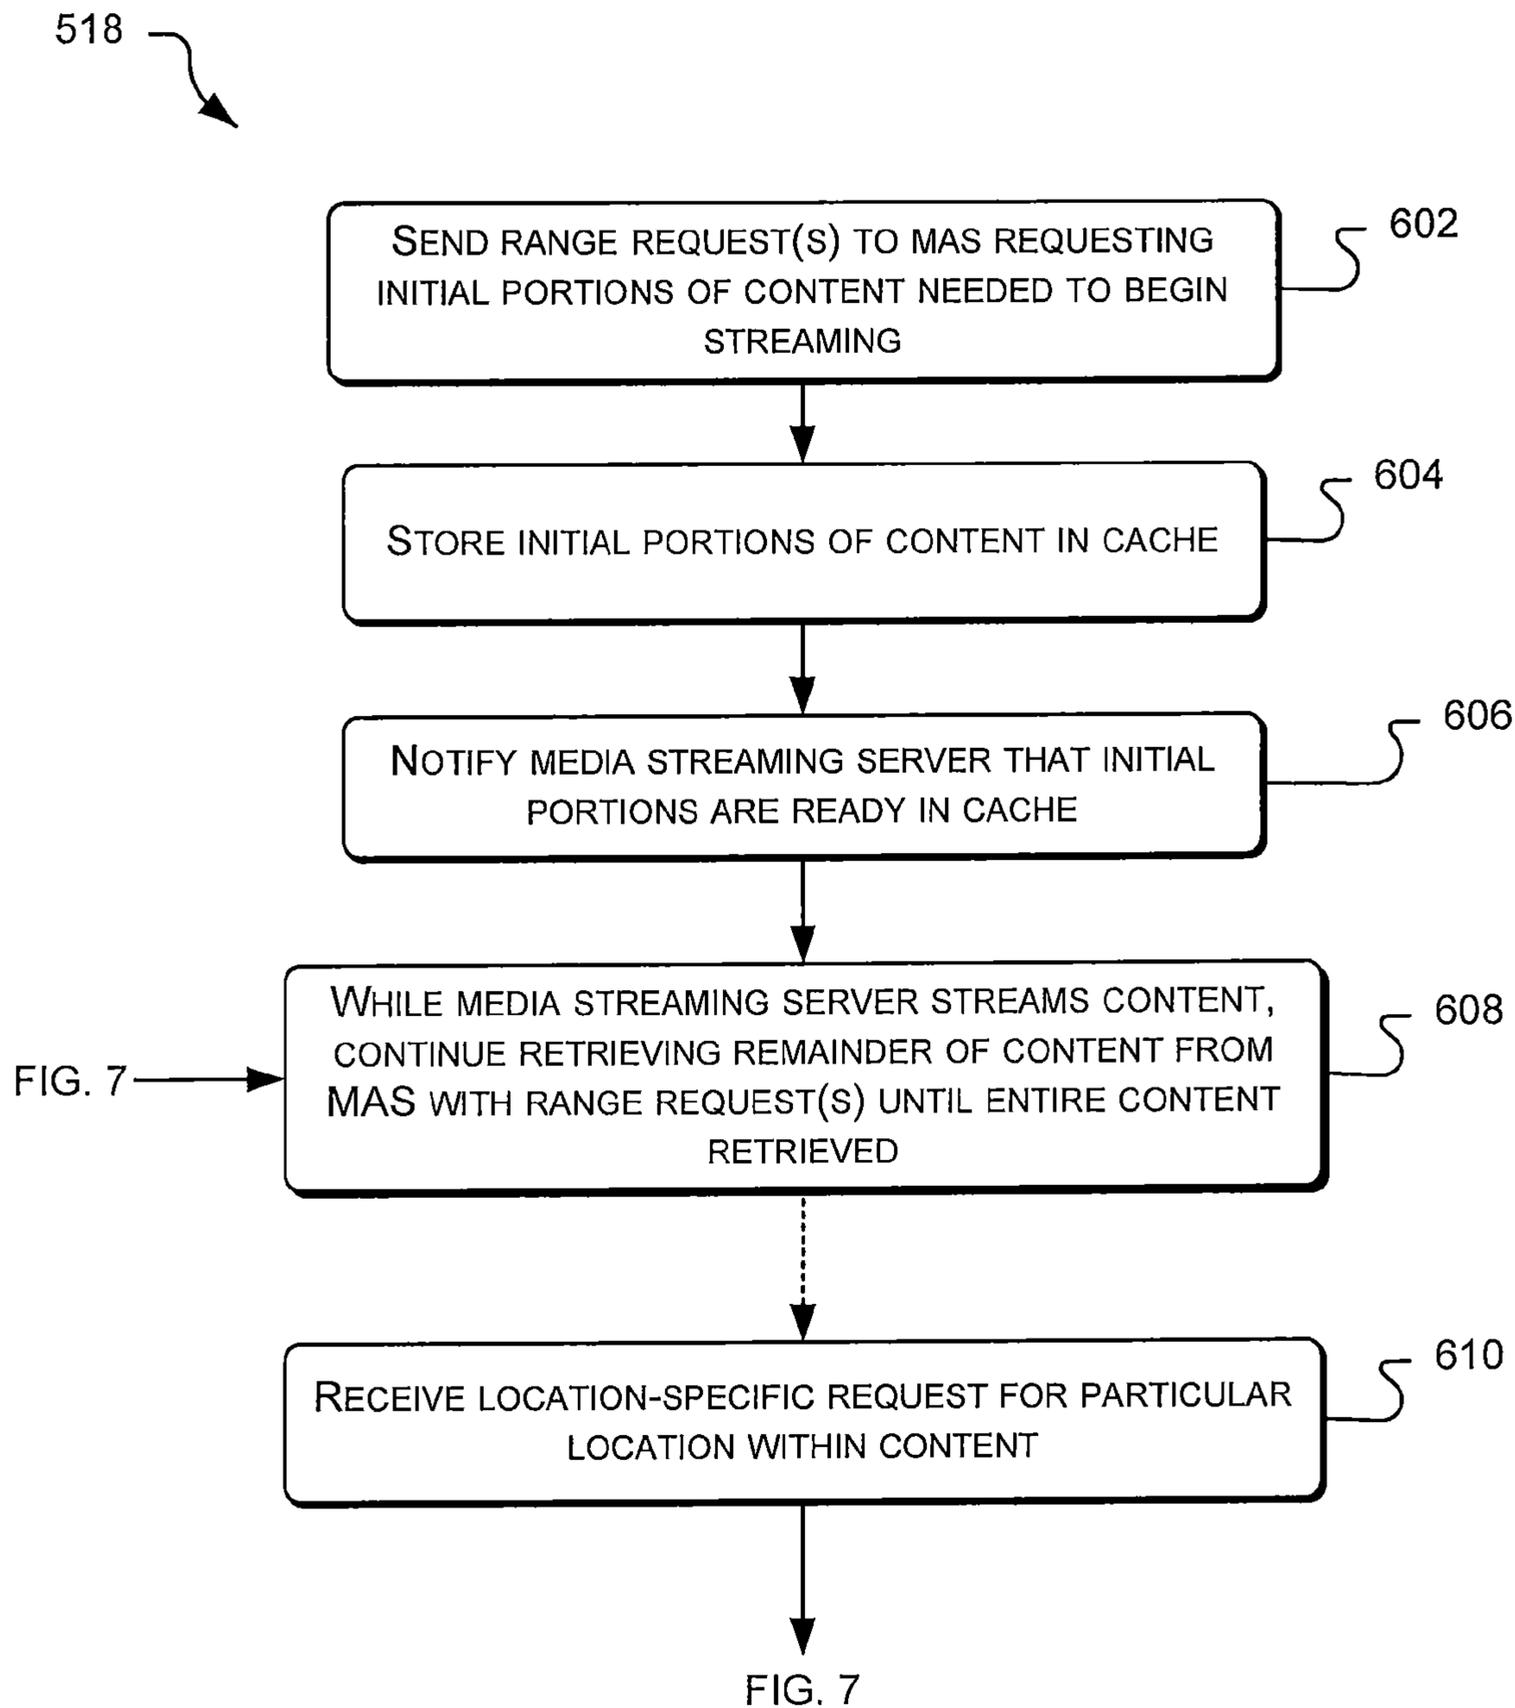 518
602
SEND RANGE REQUEST(S) TO MAS REQUESTING
INITIAL PORTIONS OF CONTENT NEEDED TO BEGIN
STREAMING
604
STORE INITIAL PORTIONS OF CONTENT IN CACHE
606
NOTIFY MEDIA STREAMING SERVER THAT INITIAL
PORTIONS ARE READY IN CACHE
608
WHILE MEDIA STREAMING SERVER STREAMS CONTENT,
CONTINUE RETRIEVING REMAINDER OF CONTENT FROM
MAS WITH RANGE REQUEST(S) UNTIL ENTIRE CONTENT
RETRIEVED
FIG. 7
610
RECEIVE LOCATION-SPECIFIC REQUEST FOR PARTICULAR
LOCATION WITHIN CONTENT
FIG. 7